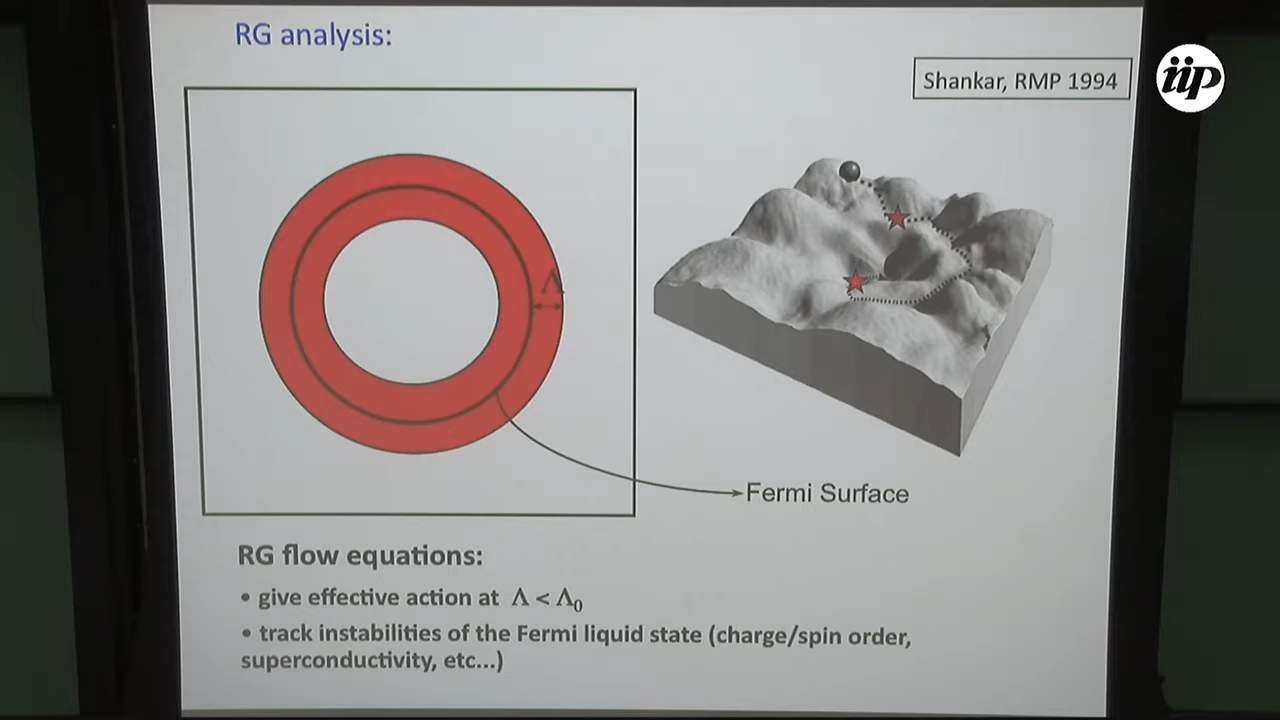 RG analysis:
Shankar, RMP 1994
iip
Λ
Fermi Surface
RG flow equations:
• give effective action at Λ < Λ₀
• track instabilities of the Fermi liquid state (charge/spin order,
superconductivity, etc...)